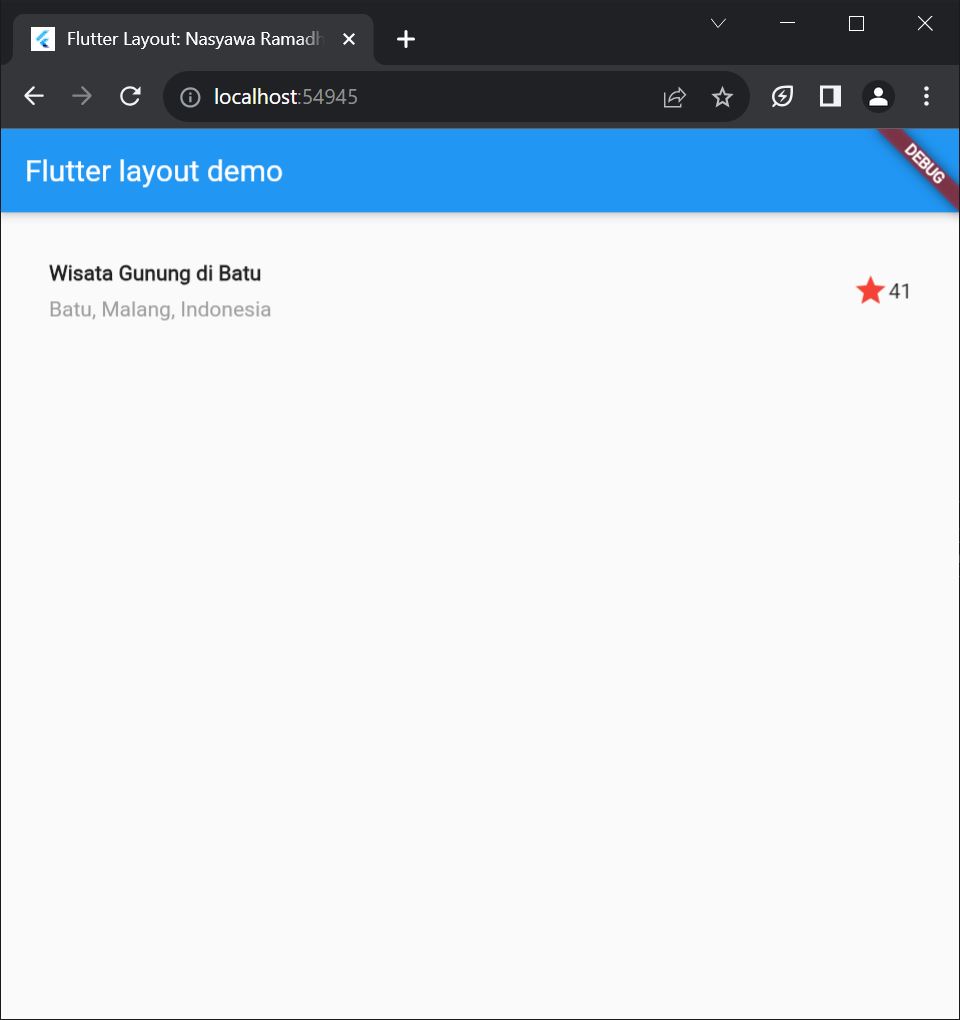 Flutter Layout: Nasyawa Ramadh
localhost:54945
Flutter layout demo
DEBUG
Wisata Gunung di Batu
Batu, Malang, Indonesia
41